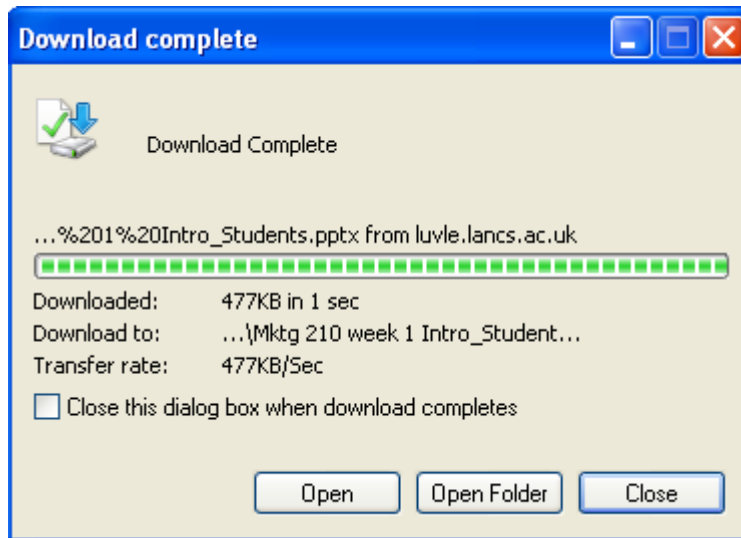 Download complete
Download Complete
...%201%20Intro_Students.pptx from luvle.lancs.ac.uk
Downloaded: 477KB in 1 sec
Download to: ...\Mktg 210 week 1 Intro_Student...
Transfer rate: 477KB/Sec
Close this dialog box when download completes
Open Open Folder Close